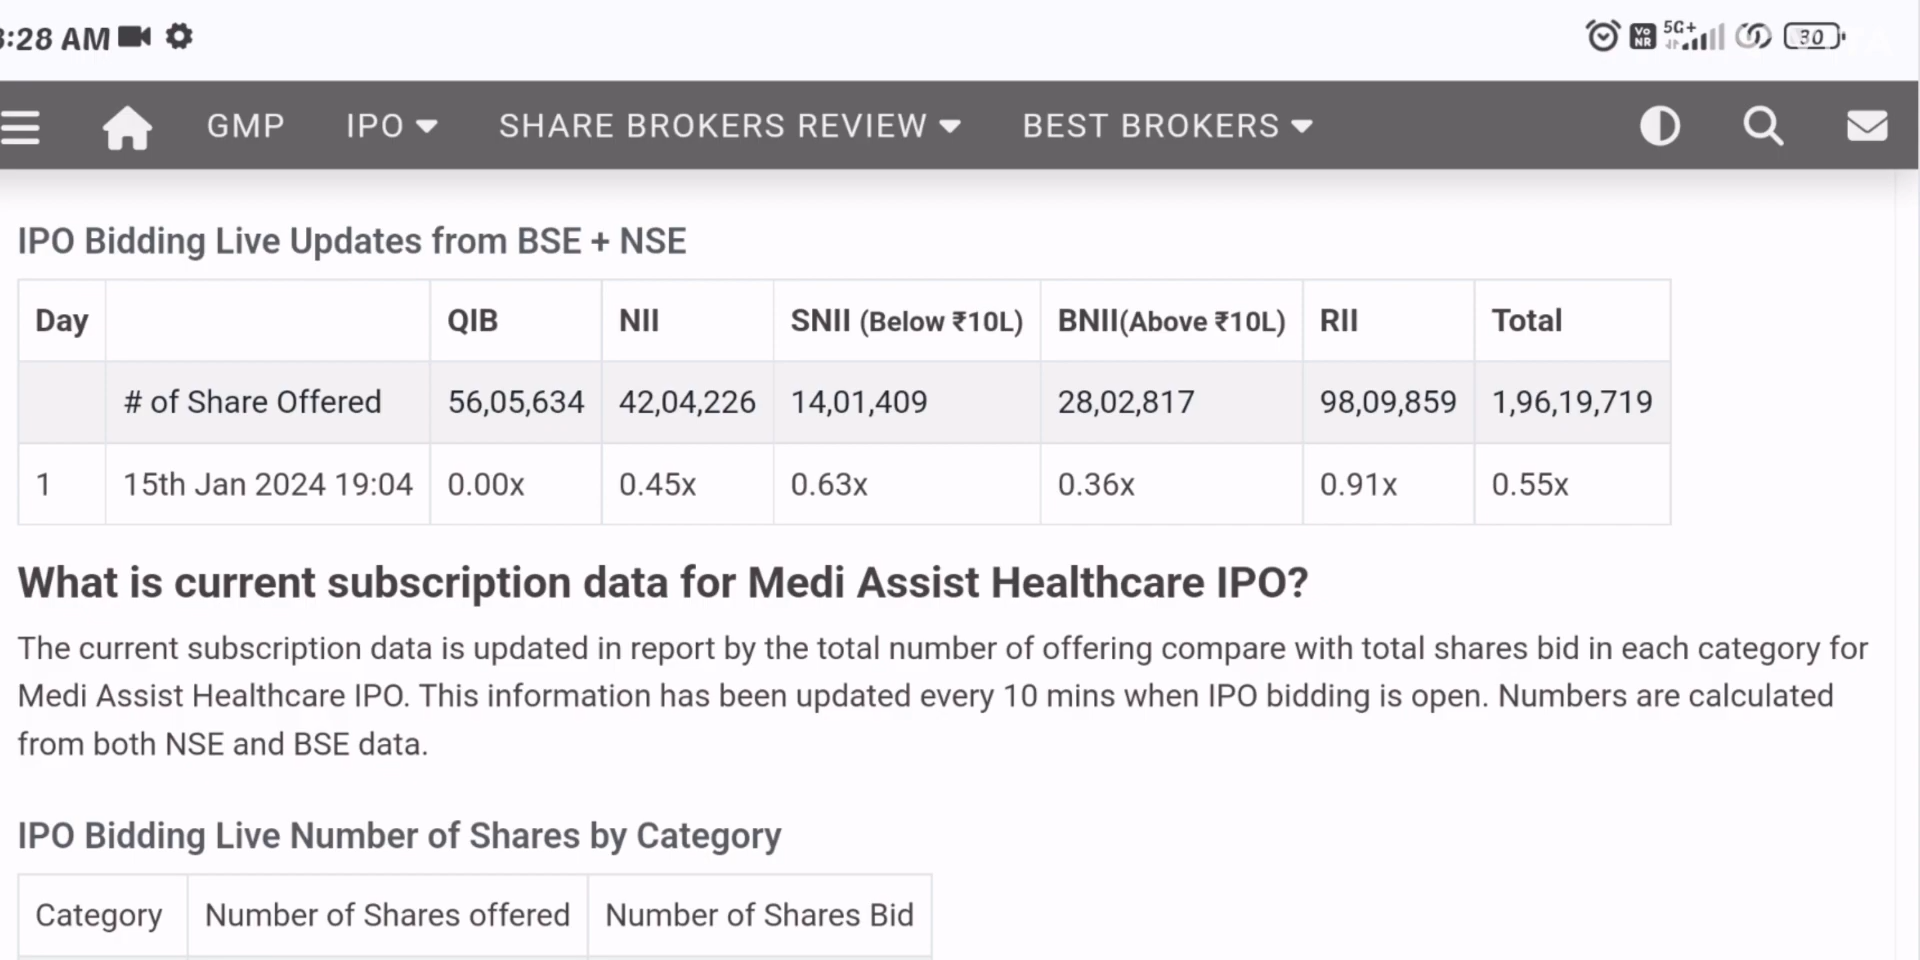 :28 AM
5G+
Vo
NR
30
GMP IPO SHARE BROKERS REVIEW BEST BROKERS
IPO Bidding Live Updates from BSE + NSE
Day QIB NII SNII (Below ₹10L) BNII(Above ₹10L) RII Total
# of Share Offered 56,05,634 42,04,226 14,01,409 28,02,817 98,09,859 1,96,19,719
1 15th Jan 2024 19:04 0.00x 0.45x 0.63x 0.36x 0.91x 0.55x
What is current subscription data for Medi Assist Healthcare IPO?
The current subscription data is updated in report by the total number of offering compare with total shares bid in each category for
Medi Assist Healthcare IPO. This information has been updated every 10 mins when IPO bidding is open. Numbers are calculated
from both NSE and BSE data.
IPO Bidding Live Number of Shares by Category
Category Number of Shares offered Number of Shares Bid